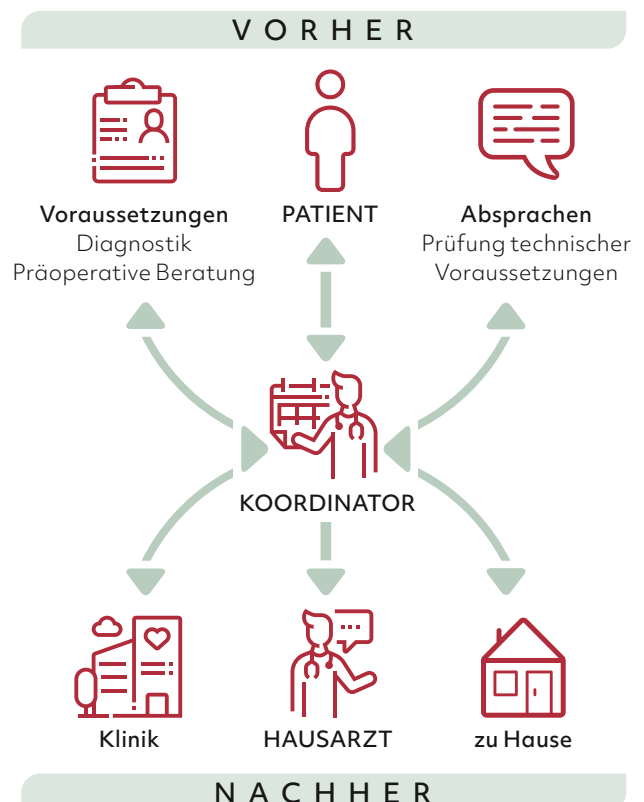 VORHER
Voraussetzungen
Diagnostik
Präoperative Beratung
PATIENT
Absprachen
Prüfung technischer
Voraussetzungen
KOORDINATOR
Klinik
HAUSARZT
zu Hause
NACHHER